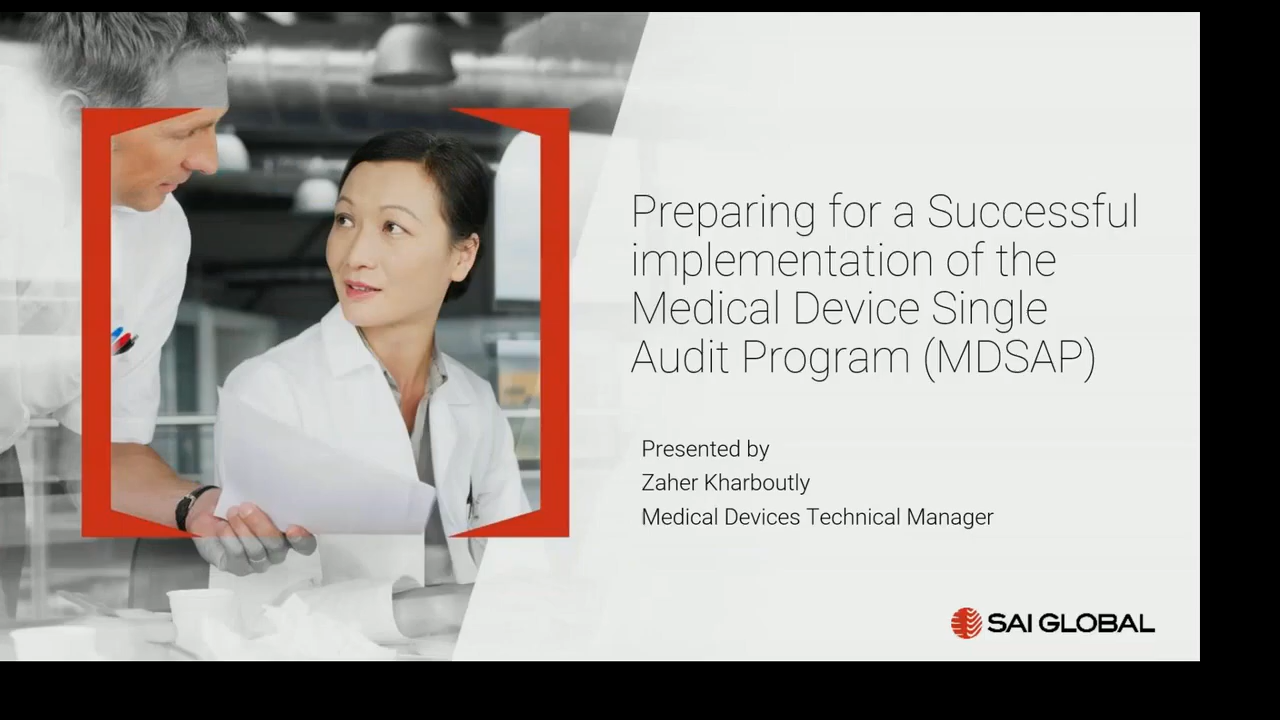 Preparing for a Successful
implementation of the
Medical Device Single
Audit Program (MDSAP)
Presented by
Zaher Kharboutly
Medical Devices Technical Manager
SAI GLOBAL